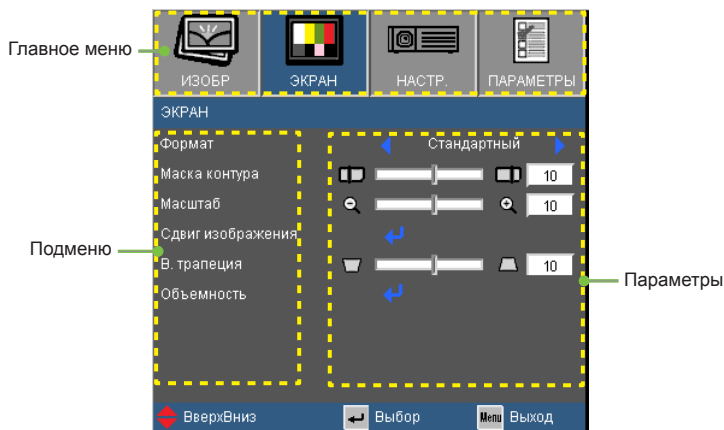 Главное меню
ИЗОБР ЭКРАН НАСТР. ПАРАМЕТРЫ
ЭКРАН
Формат Стандартный
Маска контура 10
Масштаб 10
Сдвиг изображения
В. трапеция 10
Объемность
Подменю
Параметры
ВверхВниз Выбор Menu Выход